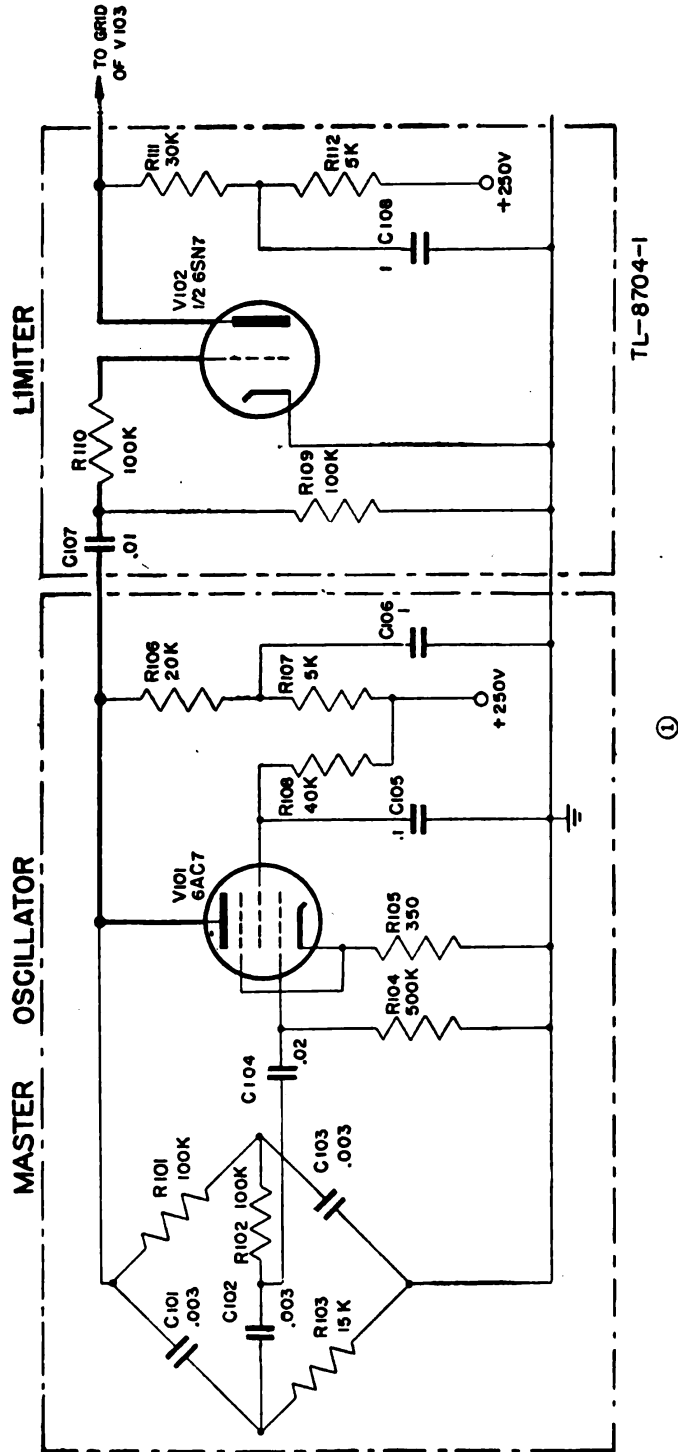 MASTER OSCILLATOR
LIMITER
R101
100K
C101
.003
R102 100K
C102
.003
R103
15K
C103
.003
C104
.02
V101
6AC7
R104
500K
R105
350
R108
40K
C105
.1
R106
20K
R107
5K
C106
1
+250V
C107
.01
R110
100K
R109
100K
V102
1/2 6SN7
R111
30K
R112
5K
C108
1
+250V
TO GRID
OF V103
TL-8704-1
①